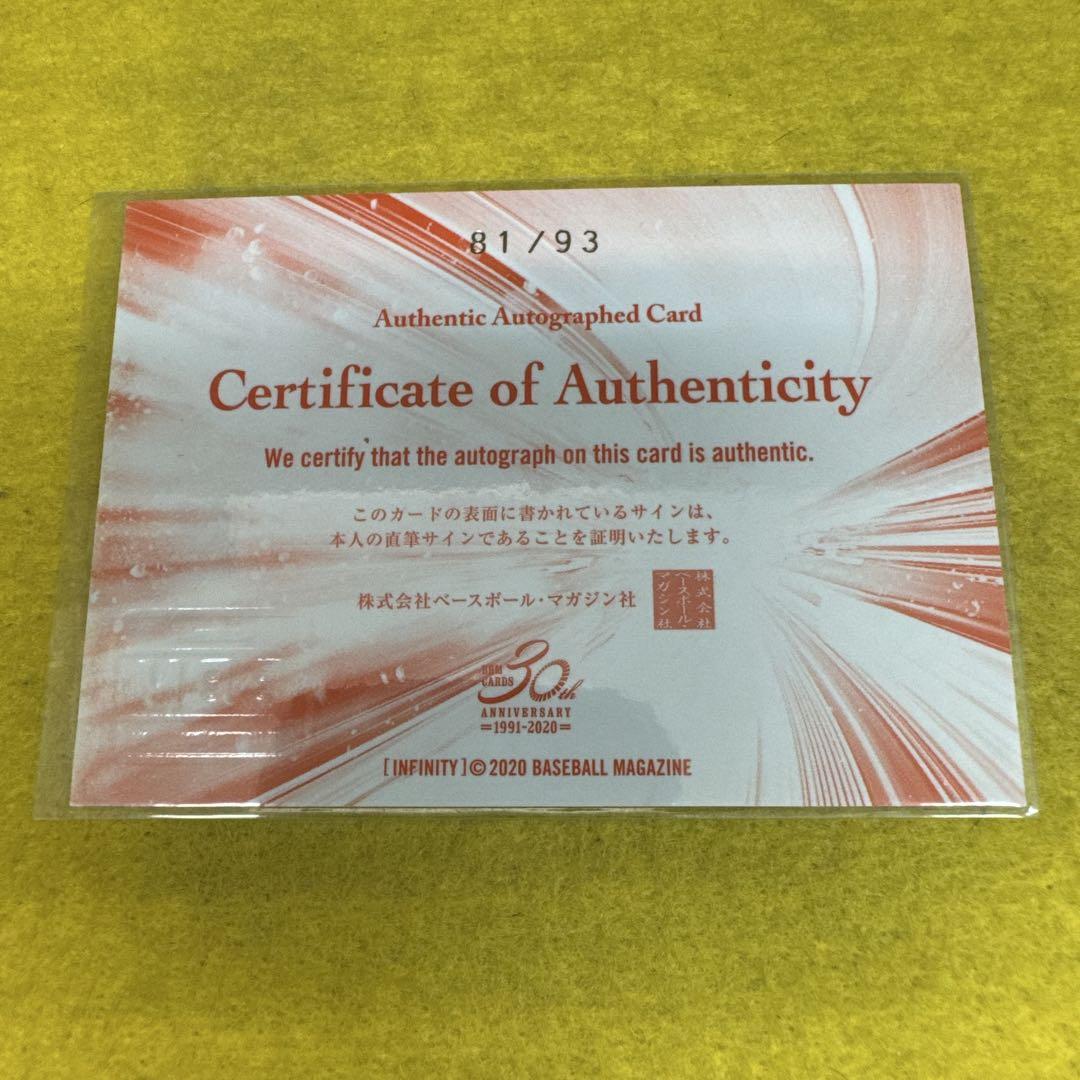 81/93
Authentic Autographed Card
Certificate of Authenticity
We certify that the autograph on this card is authentic.
このカードの表面に書かれているサインは、
本人の直筆サインであることを証明いたします。
株式会社ベースボール・マガジン社
株式会社
ベースボール・
マガジン社
BBM
CARDS
30th
ANNIVERSARY
=1991-2020=
[INFINITY]© 2020 BASEBALL MAGAZINE